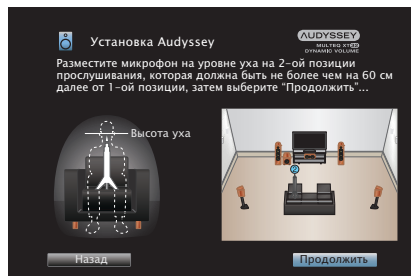 Установка Audyssey
AUDYSSEY
MULTEQ XT32
DYNAMIC VOLUME
Разместите микрофон на уровне уха на 2-ой позиции
прослушивания, которая должна быть не более чем на 60 см
далее от 1-ой позиции, затем выберите “Продолжить”...
Высота уха
2
Назад
Продолжить